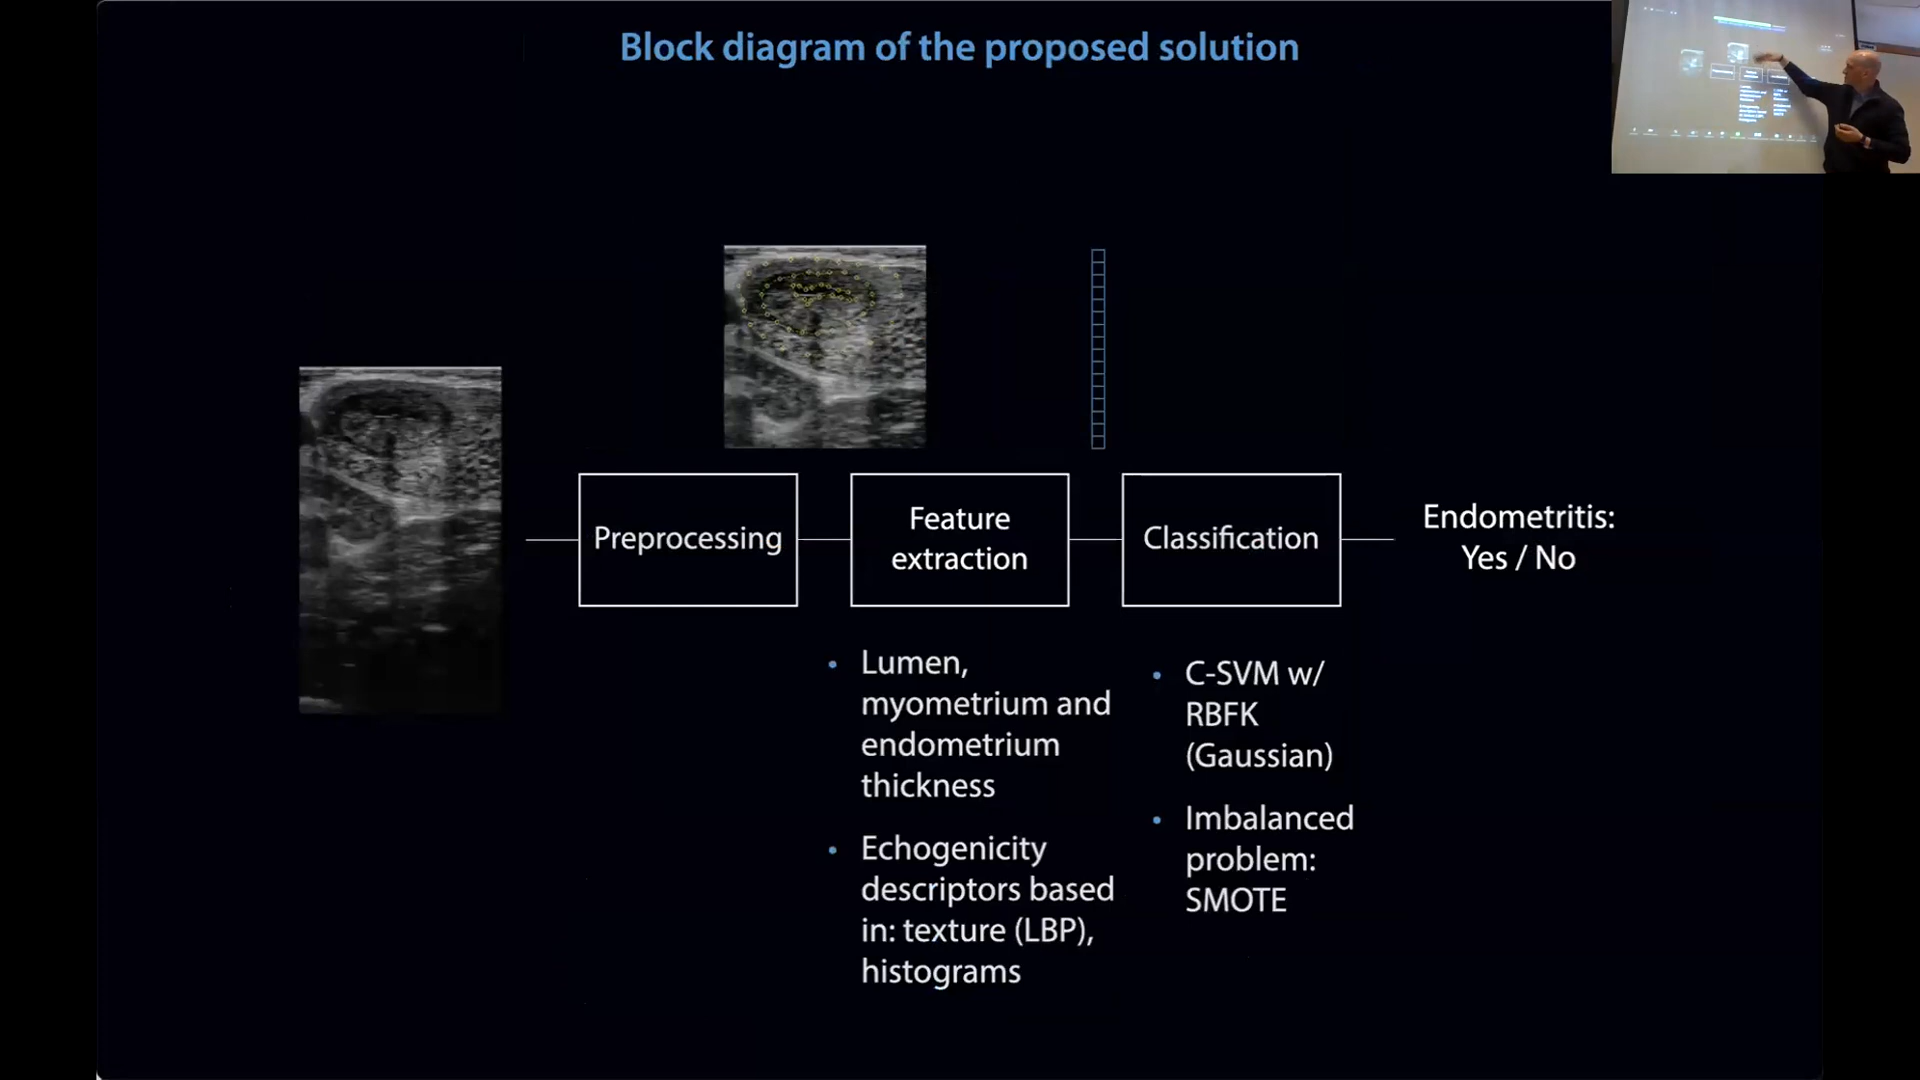 Block diagram of the proposed solution
Preprocessing
Feature
extraction
Classification
Endometritis:
Yes / No
• Lumen,
myometrium and
endometrium
thickness
• Echogenicity
descriptors based
in: texture (LBP),
histograms
• C-SVM w/
RBFK
(Gaussian)
• Imbalanced
problem:
SMOTE